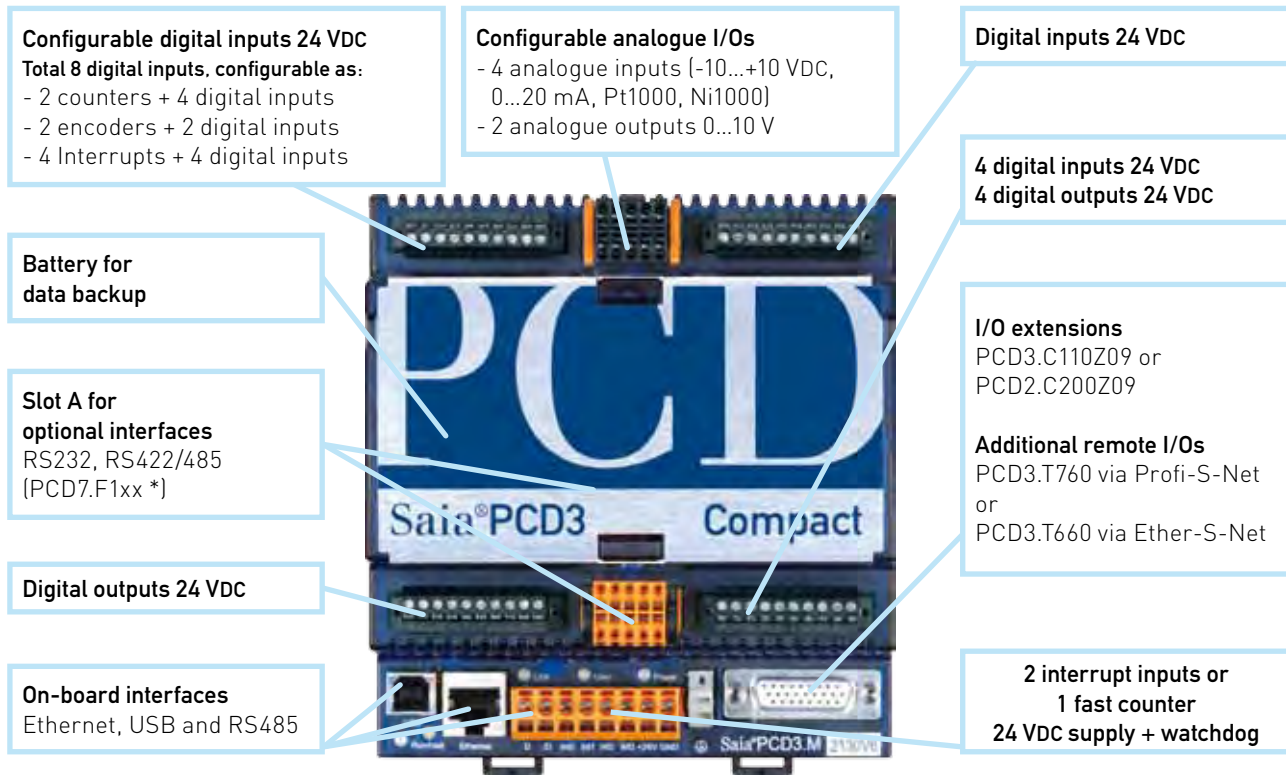 Configurable digital inputs 24 VDC
Total 8 digital inputs, configurable as:
- 2 counters + 4 digital inputs
- 2 encoders + 2 digital inputs
- 4 Interrupts + 4 digital inputs
Configurable analogue I/Os
- 4 analogue inputs (-10...+10 VDC,
0...20 mA, Pt1000, Ni1000)
- 2 analogue outputs 0...10 V
Digital inputs 24 VDC
4 digital inputs 24 VDC
4 digital outputs 24 VDC
Battery for
data backup
Slot A for
optional interfaces
RS232, RS422/485
(PCD7.F1xx *)
Digital outputs 24 VDC
On-board interfaces
Ethernet, USB and RS485
I/O extensions
PCD3.C110Z09 or
PCD2.C200Z09
Additional remote I/Os
PCD3.T760 via Profi-S-Net
or
PCD3.T660 via Ether-S-Net
2 interrupt inputs or
1 fast counter
24 VDC supply + watchdog
PCD
Saia®PCD3 Compact
Power
Ethernet
+24V GND
Saia®PCD3.M 2130V6